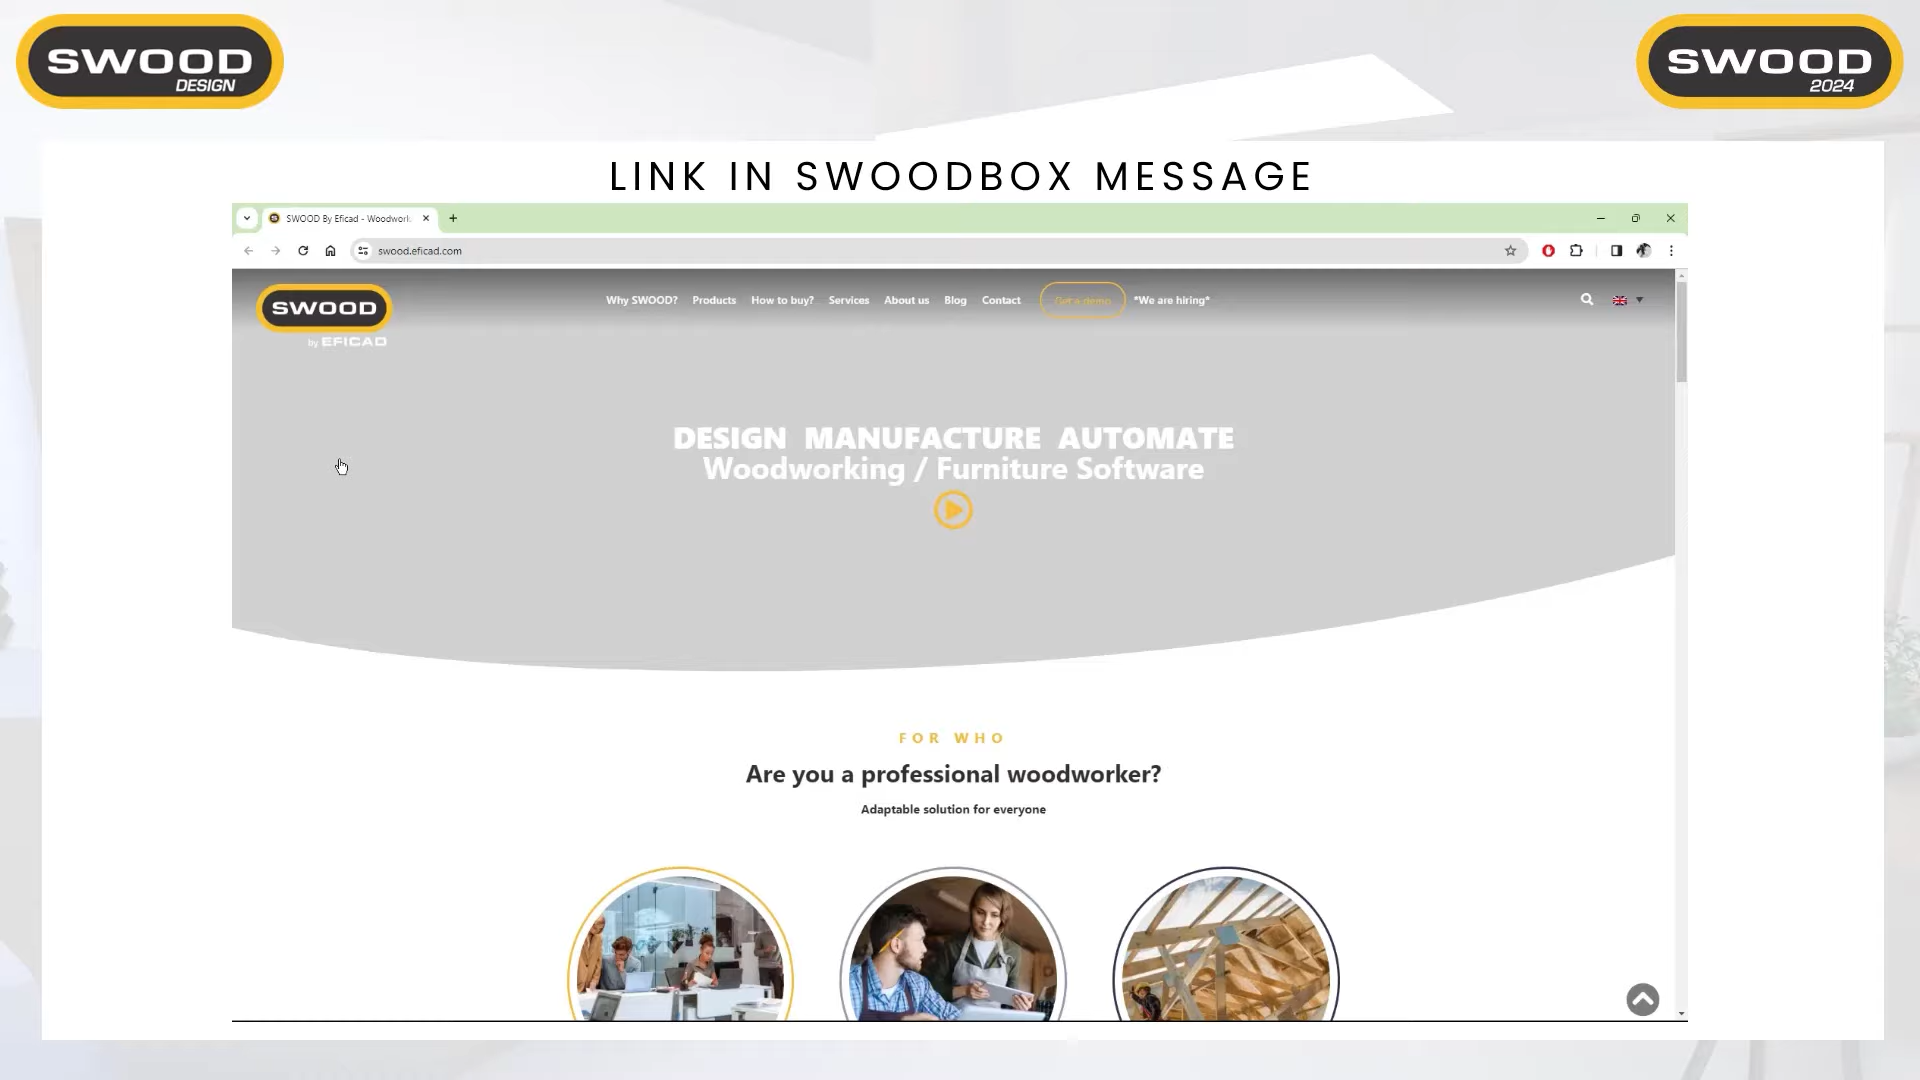 SWOOD
DESIGN
SWOOD
2024
LINK IN SWOODBOX MESSAGE
SWOOD By Eficad - Woodwork
swood.eficad.com
SWOOD
by EFICAD
Why SWOOD? Products How to buy? Services About us Blog Contact Get a demo *We are hiring*
DESIGN MANUFACTURE AUTOMATE
Woodworking / Furniture Software
FOR WHO
Are you a professional woodworker?
Adaptable solution for everyone